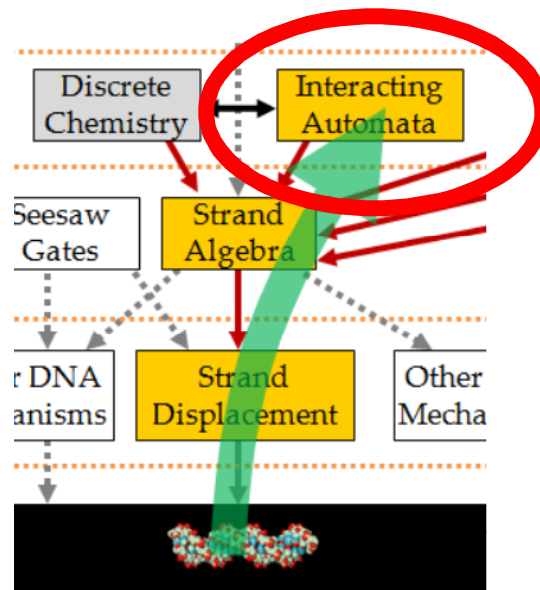 Discrete
Chemistry
Interacting
Automata
Seesaw
Gates
Strand
Algebra
r DNA
anisms
Strand
Displacement
Other
Mecha